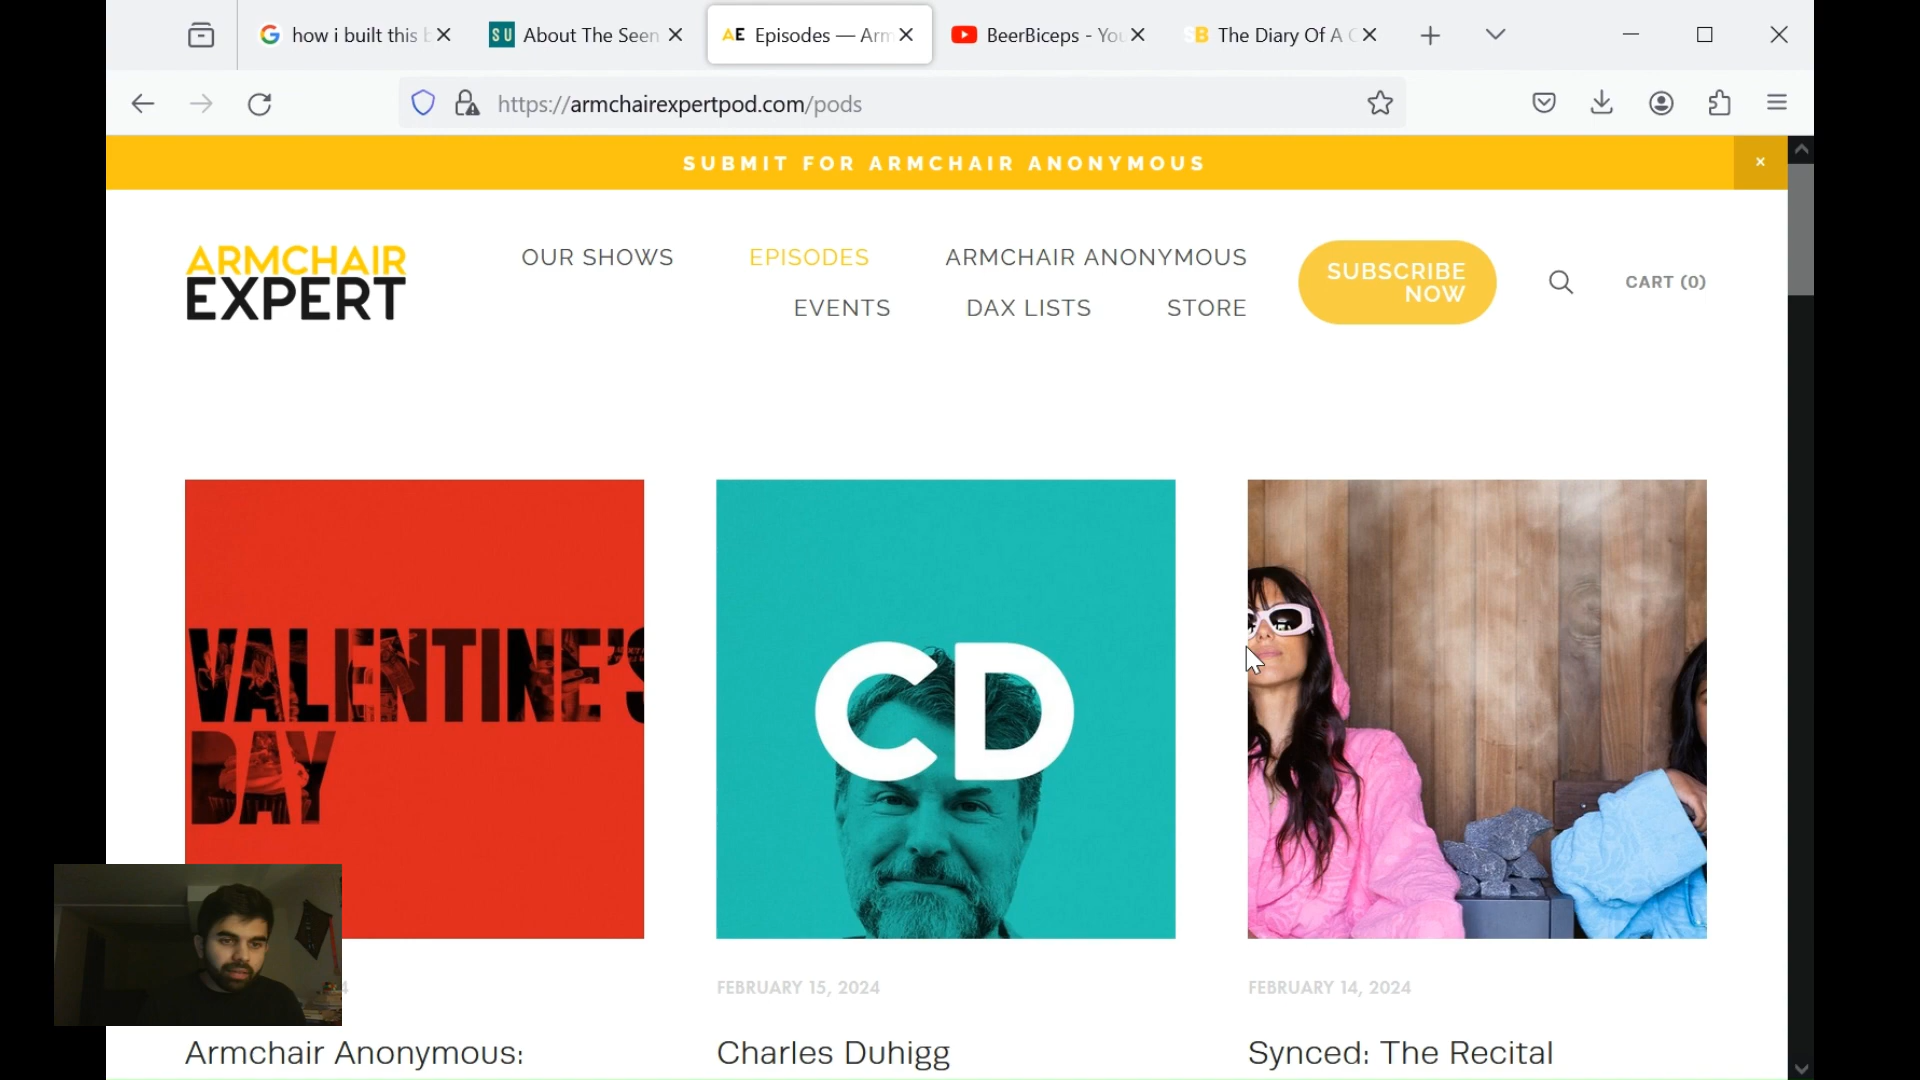 how i built this
About The Seen
AE Episodes — Arm
BeerBiceps - You
The Diary Of A C
https://armchairexpertpod.com/pods
SUBMIT FOR ARMCHAIR ANONYMOUS
ARMCHAIR
EXPERT
OUR SHOWS EPISODES ARMCHAIR ANONYMOUS
EVENTS DAX LISTS STORE
SUBSCRIBE
NOW
CART (0)
VALENTINE'S
DAY
CD
FEBRUARY 15, 2024
FEBRUARY 14, 2024
Armchair Anonymous:
Charles Duhigg
Synced: The Recital